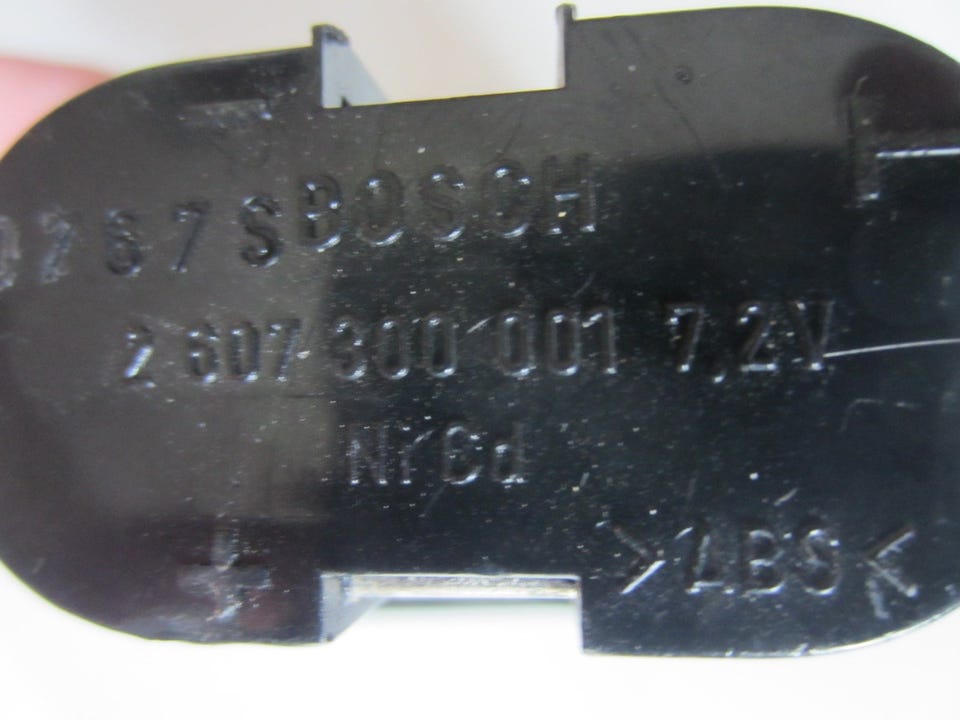 BOSCH
2 607 300 001 7,2V
NiCd
>ABS<